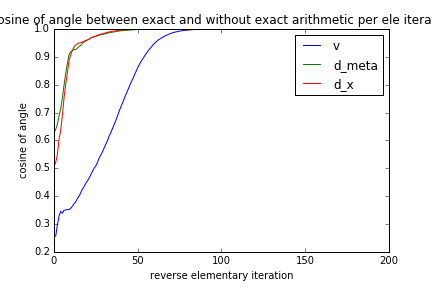 osine of angle between exact and without exact arithmetic per ele itera
1.0
0.9
0.8
0.7
0.6
0.5
0.4
0.3
0.2
cosine of angle
v
d_meta
d_x
0 50 100 150 200
reverse elementary iteration